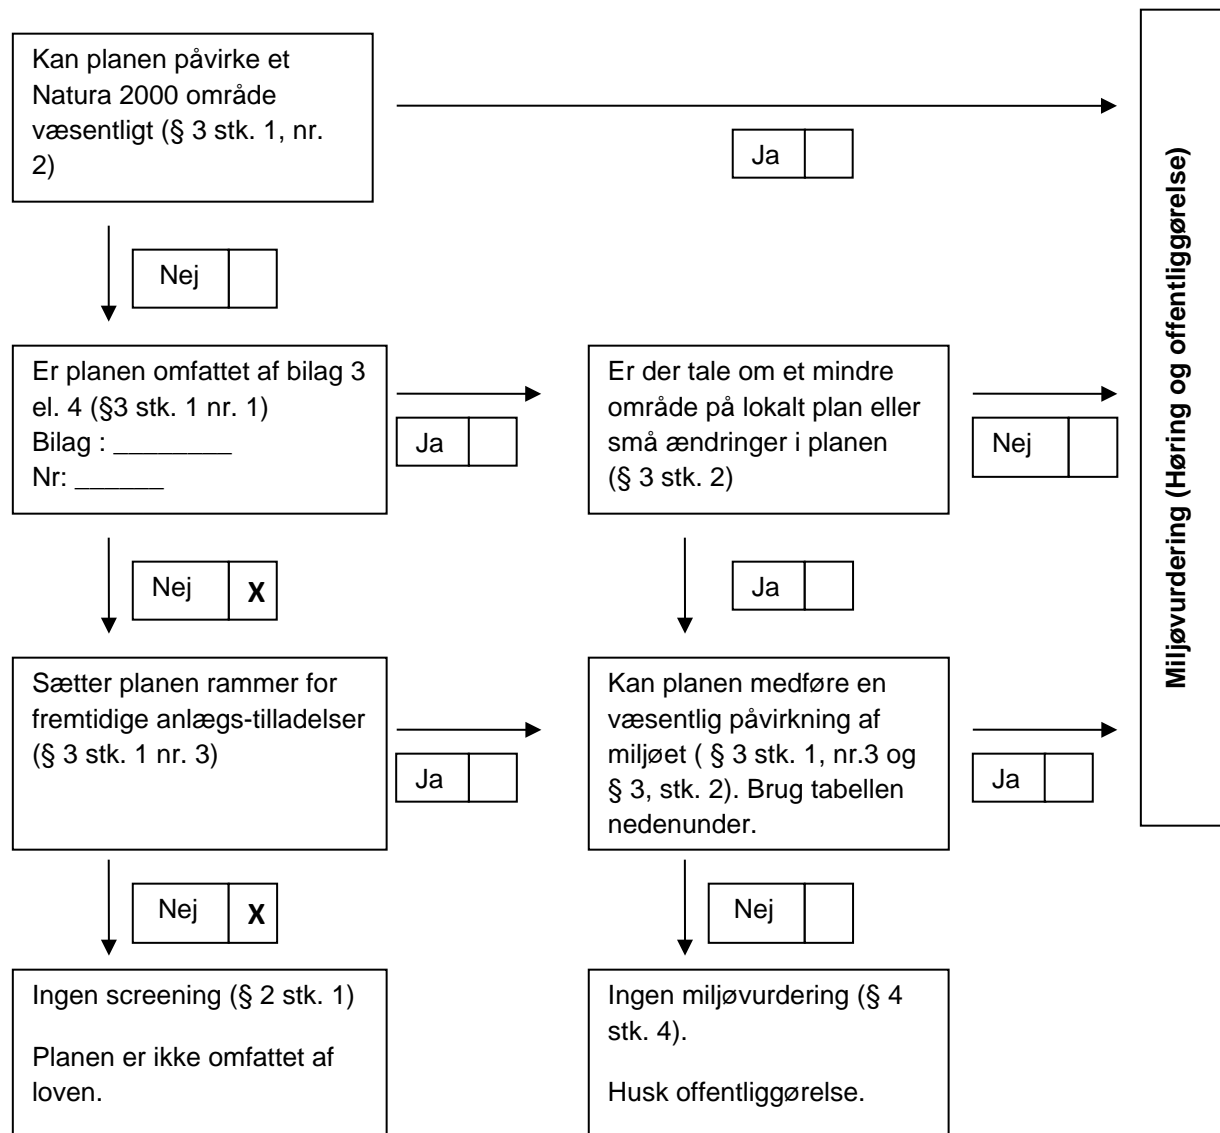 Kan planen påvirke et
Natura 2000 område
væsentligt (§ 3 stk. 1, nr.
2)
Ja
Nej
Er planen omfattet af bilag 3
el. 4 (§3 stk. 1 nr. 1)
Bilag : ________
Nr: ______
Ja
Er der tale om et mindre
område på lokalt plan eller
små ændringer i planen
(§ 3 stk. 2)
Nej
Nej X
Ja
Sætter planen rammer for
fremtidige anlægs-tilladelser
(§ 3 stk. 1 nr. 3)
Ja
Kan planen medføre en
væsentlig påvirkning af
miljøet ( § 3 stk. 1, nr.3 og
§ 3, stk. 2). Brug tabellen
nedenunder.
Ja
Nej X
Nej
Ingen screening (§ 2 stk. 1)
Planen er ikke omfattet af
loven.
Ingen miljøvurdering (§ 4
stk. 4).
Husk offentliggørelse.
Miljøvurdering (Høring og offentliggørelse)